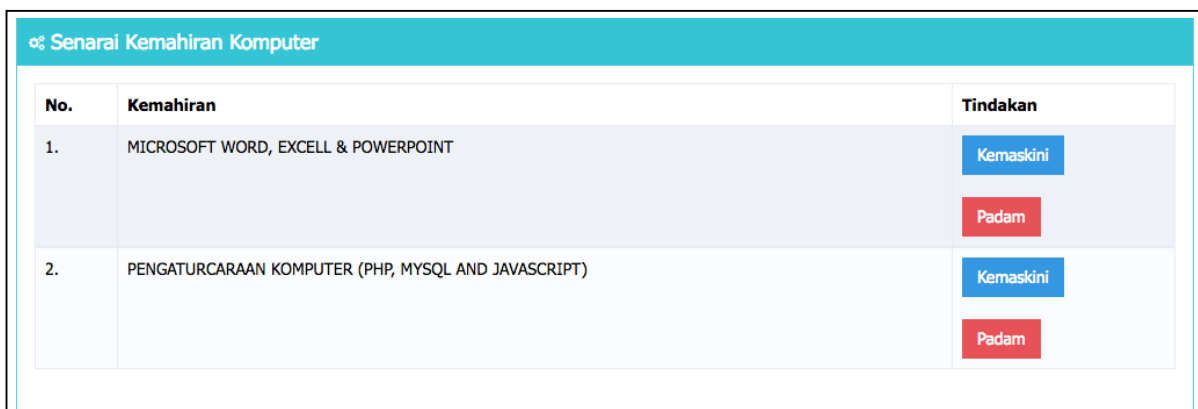 Senarai Kemahiran Komputer
No. Kemahiran Tindakan
1. MICROSOFT WORD, EXCELL & POWERPOINT Kemaskini
Padam
2. PENGATURCARAAN KOMPUTER (PHP, MYSQL AND JAVASCRIPT) Kemaskini
Padam